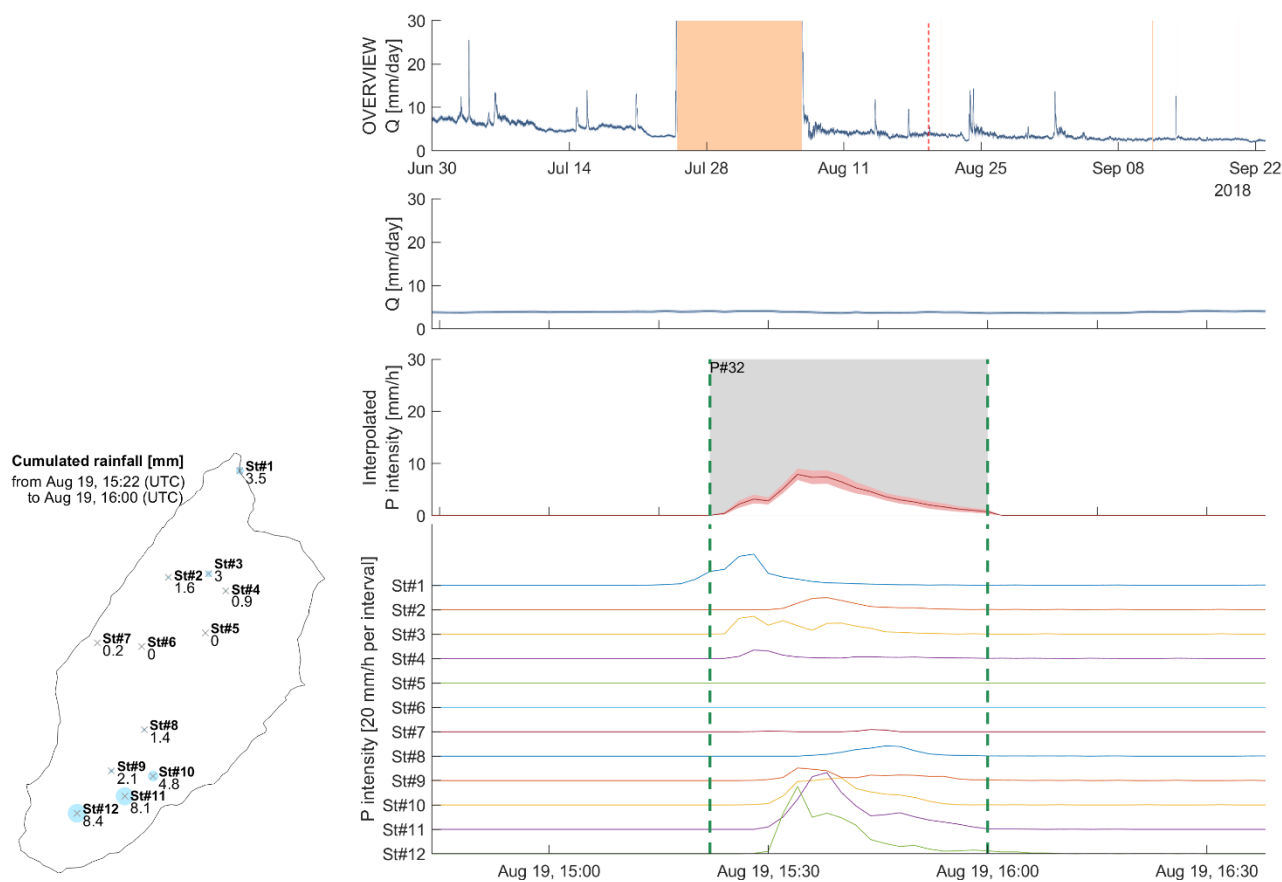 OVERVIEW
Q [mm/day]
30
20
10
0
Jun 30
Jul 14
Jul 28
Aug 11
Aug 25
Sep 08
Sep 22
2018
Q [mm/day]
30
20
10
0
Interpolated
P intensity [mm/h]
30
20
10
0
P#32
Cumulated rainfall [mm]
from Aug 19, 15:22 (UTC)
to Aug 19, 16:00 (UTC)
St#1
3.5
St#2
1.6
St#3
3
St#4
0.9
St#5
0
St#6
0
St#7
0.2
St#8
1.4
St#9
2.1
St#10
4.8
St#11
8.1
St#12
8.4
P intensity [20 mm/h per interval]
St#1
St#2
St#3
St#4
St#5
St#6
St#7
St#8
St#9
St#10
St#11
St#12
Aug 19, 15:00
Aug 19, 15:30
Aug 19, 16:00
Aug 19, 16:30